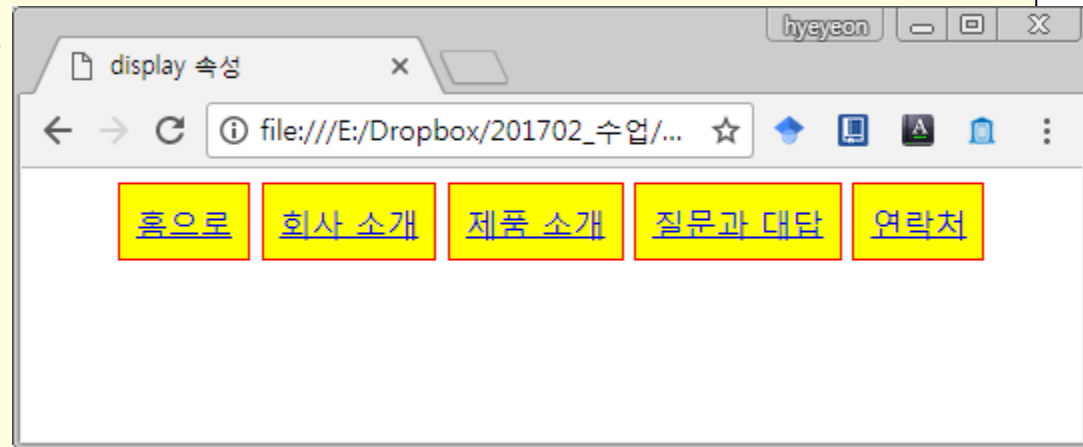 hyeyeon
display 속성
file:///E:/Dropbox/201702_수업/...
홈으로 회사 소개 제품 소개 질문과 대답 연락처